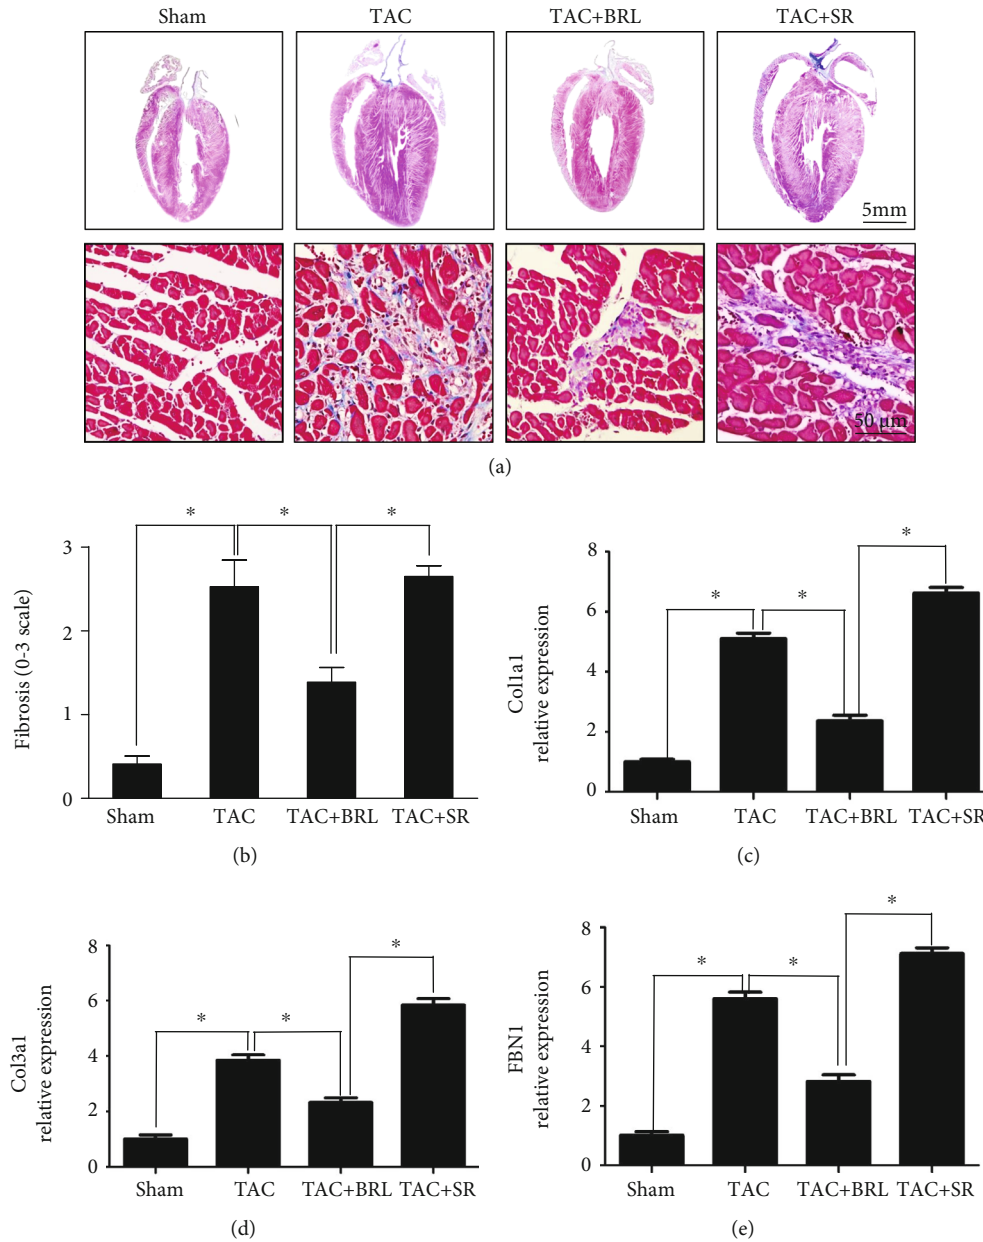 Sham TAC TAC+BRL TAC+SR
5mm
50 μm
(a)
* * *
Fibrosis (0-3 scale)
3
2
1
0
Sham TAC TAC+BRL TAC+SR
(b)
* * *
Col1a1
relative expression
8
6
4
2
0
Sham TAC TAC+BRL TAC+SR
(c)
* * *
Col3a1
relative expression
8
6
4
2
0
Sham TAC TAC+BRL TAC+SR
(d)
* * *
FBN1
relative expression
8
6
4
2
0
Sham TAC TAC+BRL TAC+SR
(e)